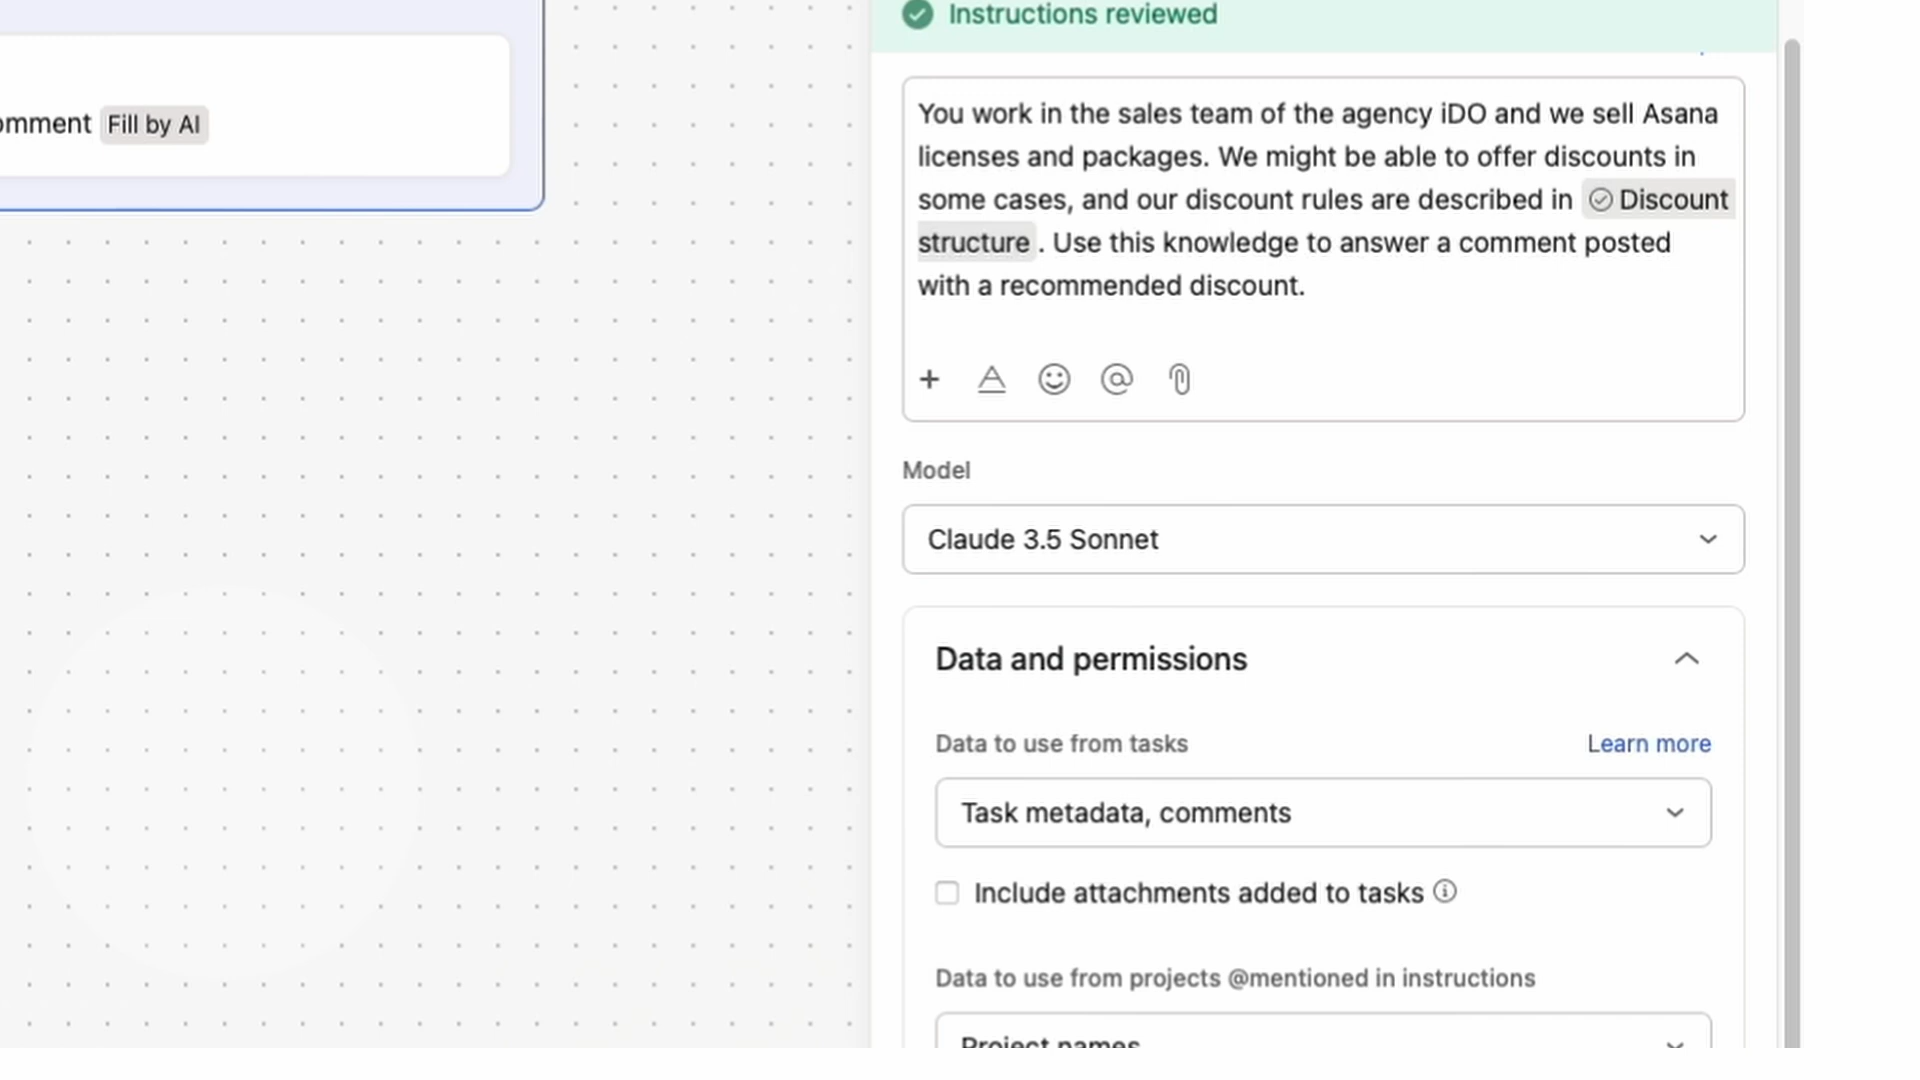 Instructions reviewed
omment Fill by AI
You work in the sales team of the agency iDO and we sell Asana
licenses and packages. We might be able to offer discounts in
some cases, and our discount rules are described in Discount
structure . Use this knowledge to answer a comment posted
with a recommended discount.
Model
Claude 3.5 Sonnet
Data and permissions
Data to use from tasks Learn more
Task metadata, comments
Include attachments added to tasks
Data to use from projects @mentioned in instructions
Project names